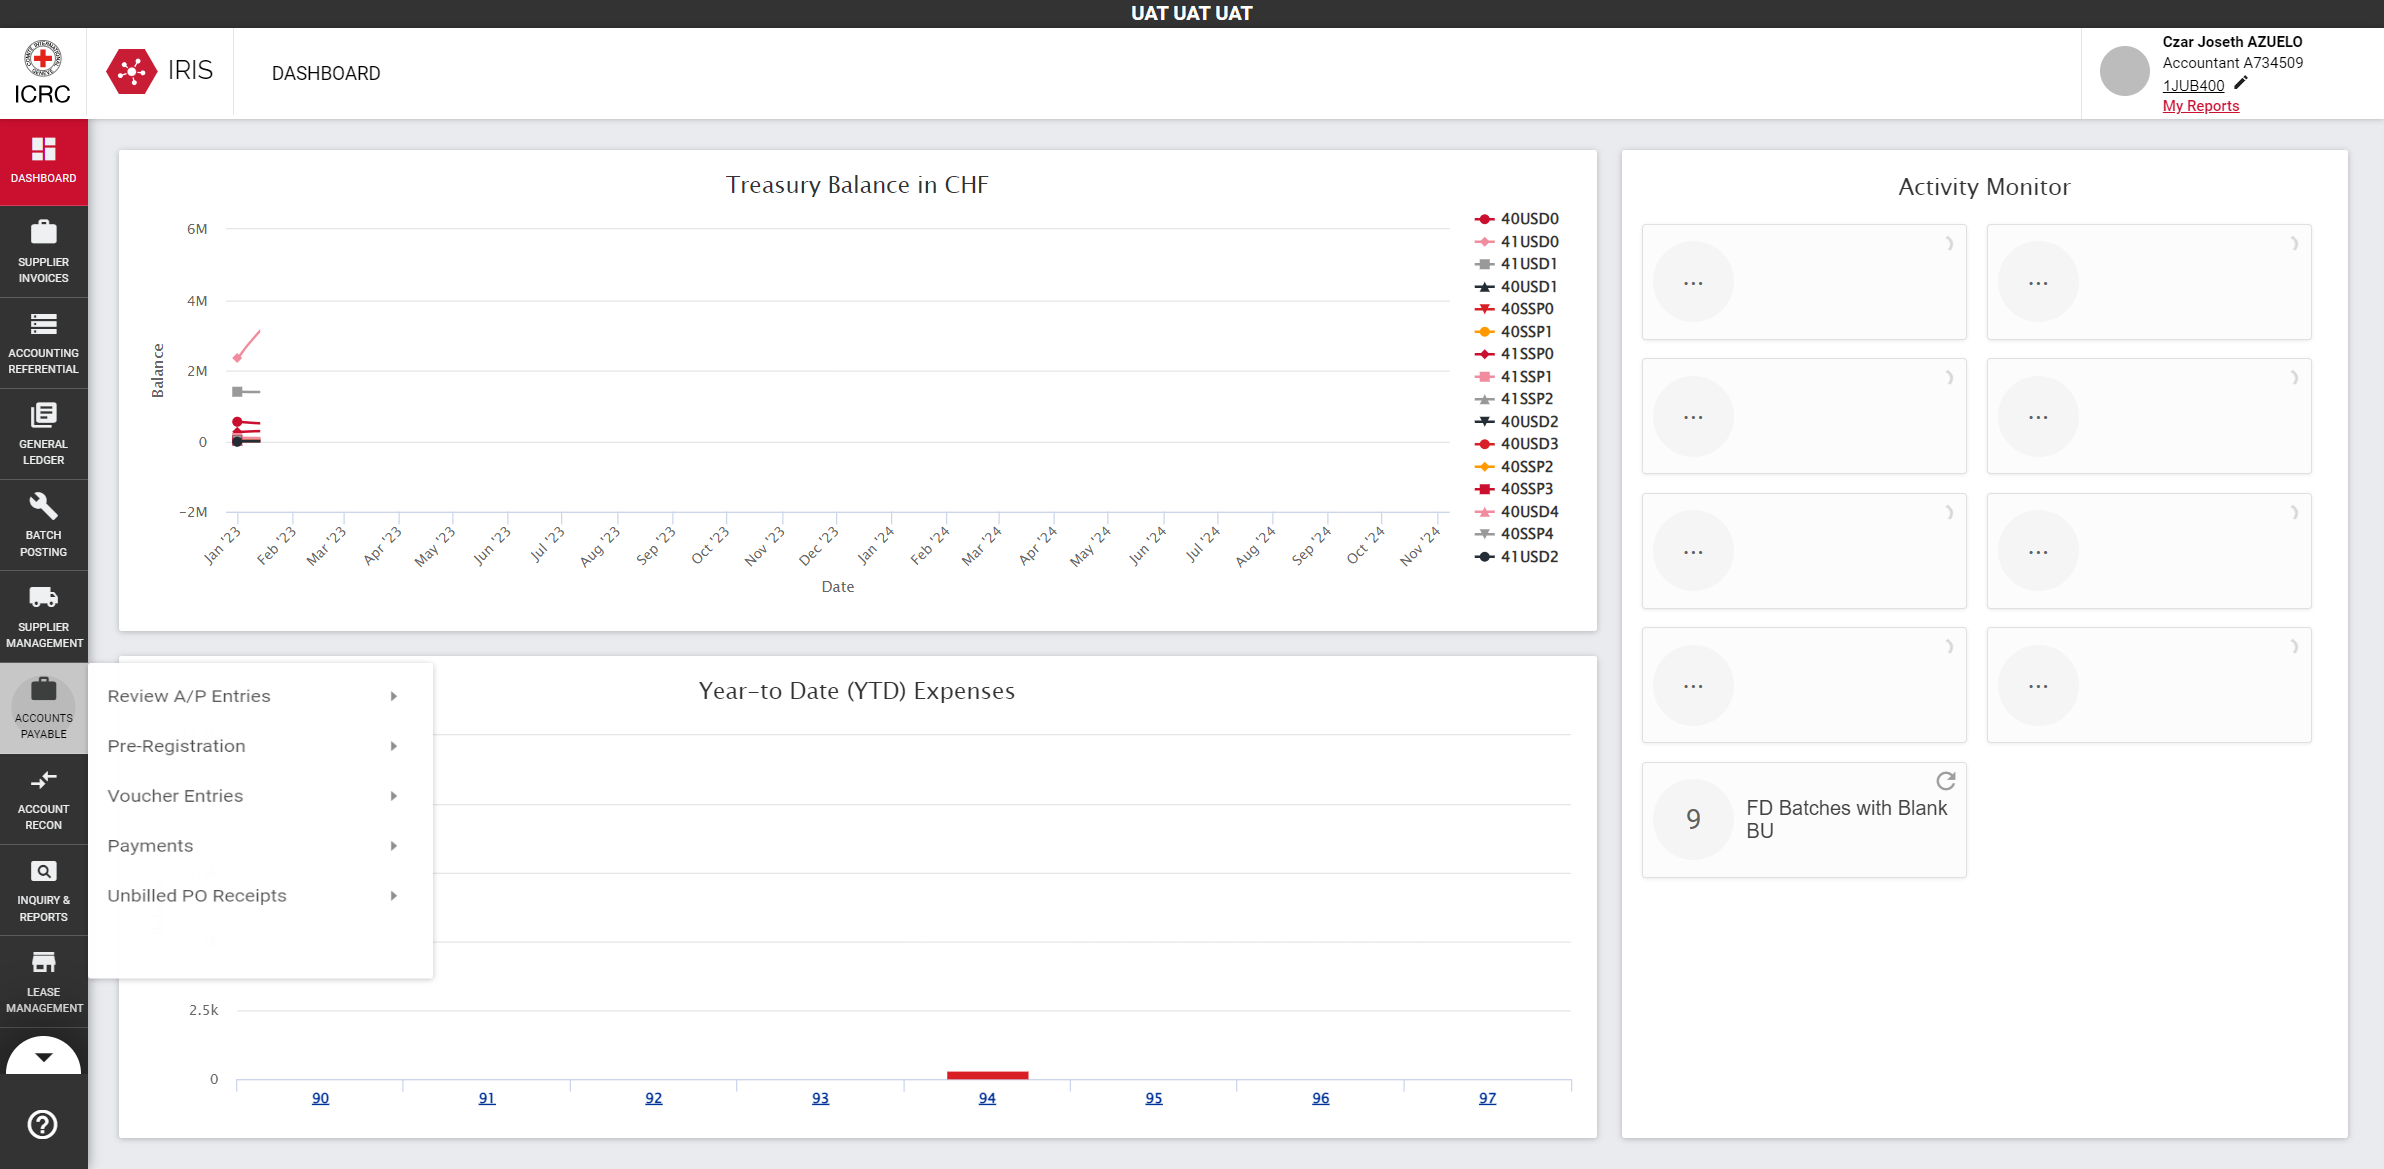 UAT UAT UAT
ICRC
IRIS
DASHBOARD
Czar Joseth AZUELO
Accountant A734509
1JUB400
My Reports
DASHBOARD
SUPPLIER
INVOICES
ACCOUNTING
REFERENTIAL
GENERAL
LEDGER
BATCH
POSTING
SUPPLIER
MANAGEMENT
ACCOUNTS
PAYABLE
ACCOUNT
RECON
INQUIRY &
REPORTS
LEASE
MANAGEMENT
Review A/P Entries
Pre-Registration
Voucher Entries
Payments
Unbilled PO Receipts
Treasury Balance in CHF
Balance
6M
4M
2M
0
-2M
Jan '23
Feb '23
Mar '23
Apr '23
May '23
Jun '23
Jul '23
Aug '23
Sep '23
Oct '23
Nov '23
Dec '23
Jan '24
Feb '24
Mar '24
Apr '24
May '24
Jun '24
Jul '24
Aug '24
Sep '24
Oct '24
Nov '24
Date
40USD0
41USD0
41USD1
40USD1
40SSP0
40SSP1
41SSP0
41SSP1
41SSP2
40USD2
40USD3
40SSP2
40SSP3
40USD4
40SSP4
41USD2
Year-to Date (YTD) Expenses
2.5k
0
90
91
92
93
94
95
96
97
Activity Monitor
...
...
...
...
...
...
...
...
9
FD Batches with Blank
BU